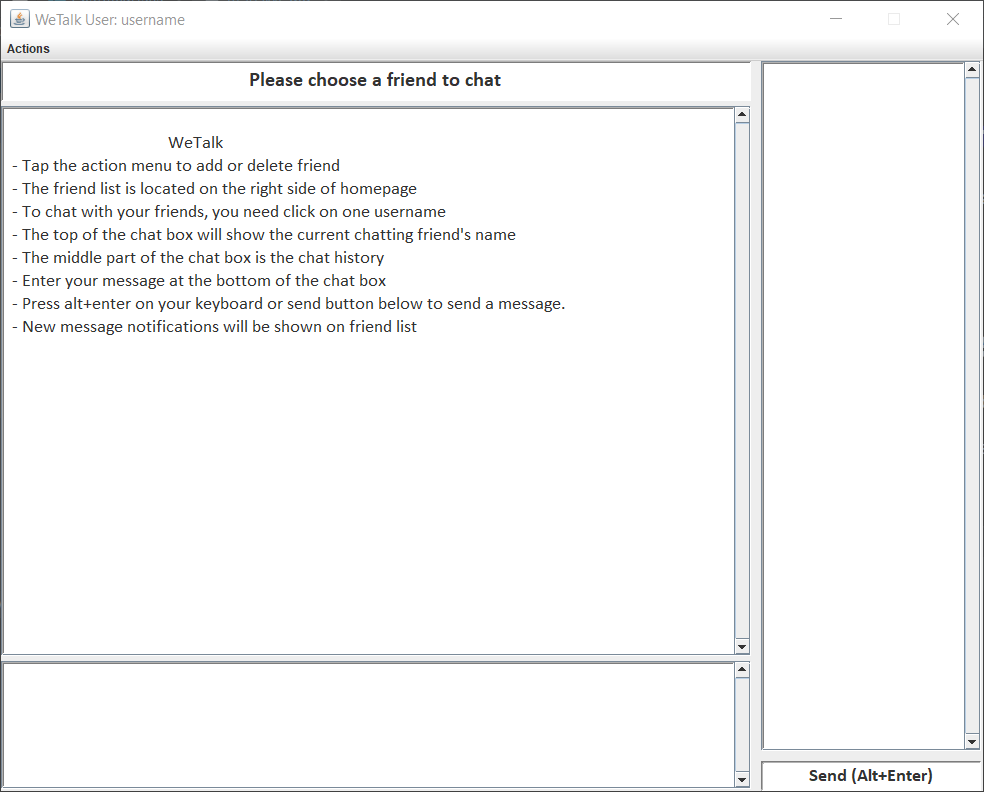 WeTalk User: username
Actions
Please choose a friend to chat
WeTalk
- Tap the action menu to add or delete friend
- The friend list is located on the right side of homepage
- To chat with your friends, you need click on one username
- The top of the chat box will show the current chatting friend's name
- The middle part of the chat box is the chat history
- Enter your message at the bottom of the chat box
- Press alt+enter on your keyboard or send button below to send a message.
- New message notifications will be shown on friend list
Send (Alt+Enter)